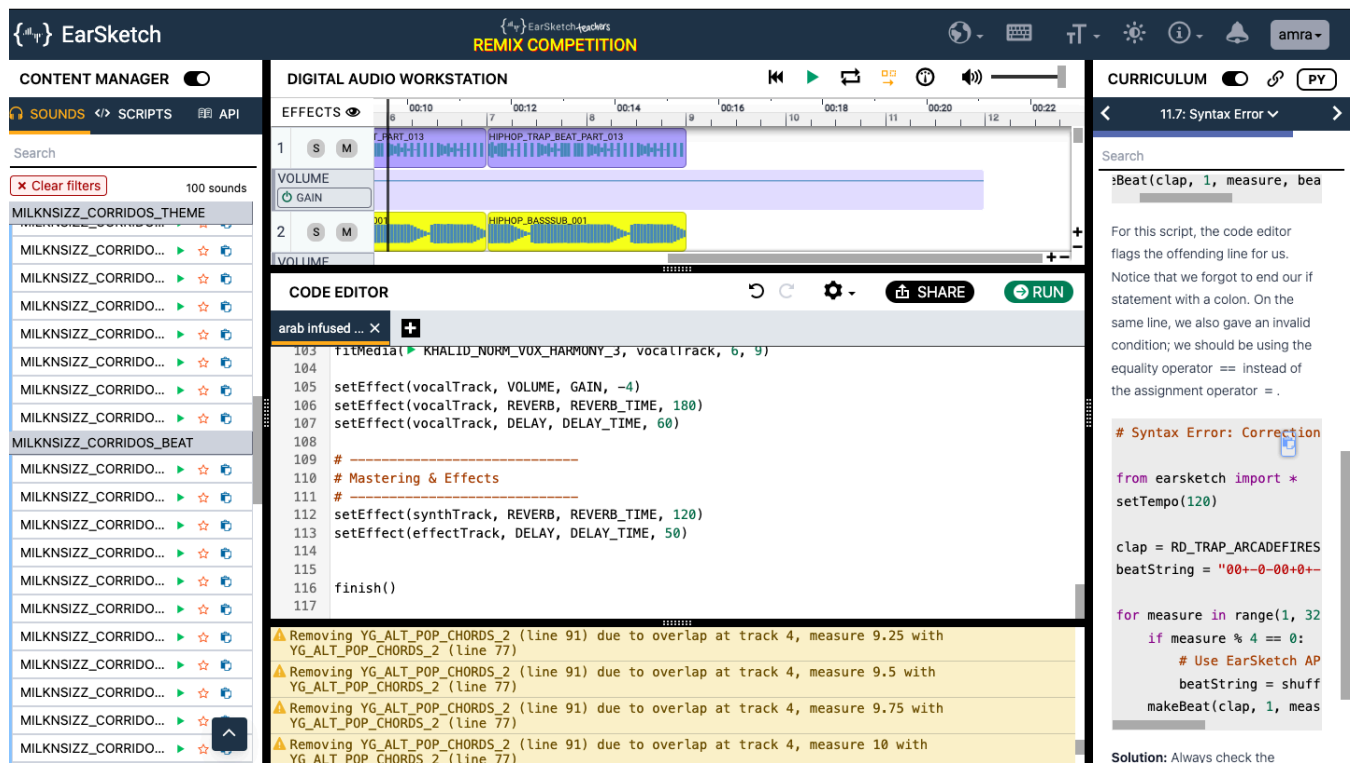 EarSketch
EarSketch teachers
REMIX COMPETITION
amra
CONTENT MANAGER
SOUNDS
SCRIPTS
API
Search
Clear filters
100 sounds
MILKNSIZZ_CORRIDOS_THEME
MILKNSIZZ_CORRIDO...
MILKNSIZZ_CORRIDO...
MILKNSIZZ_CORRIDO...
MILKNSIZZ_CORRIDO...
MILKNSIZZ_CORRIDO...
MILKNSIZZ_CORRIDO...
MILKNSIZZ_CORRIDO...
MILKNSIZZ_CORRIDO...
MILKNSIZZ_CORRIDOS_BEAT
MILKNSIZZ_CORRIDO...
MILKNSIZZ_CORRIDO...
MILKNSIZZ_CORRIDO...
MILKNSIZZ_CORRIDO...
MILKNSIZZ_CORRIDO...
MILKNSIZZ_CORRIDO...
MILKNSIZZ_CORRIDO...
MILKNSIZZ_CORRIDO...
MILKNSIZZ_CORRIDO...
MILKNSIZZ_CORRIDO...
MILKNSIZZ_CORRIDO...
DIGITAL AUDIO WORKSTATION
EFFECTS
00:10 00:12 00:14 00:16 00:18 00:20 00:22
6 7 8 9 10 11 12
1 S M
T_PART_013
HIPHOP_TRAP_BEAT_PART_013
VOLUME
GAIN
2 S M
001
HIPHOP_BASSSUB_001
VOLUME
CODE EDITOR
SHARE
RUN
arab infused ...
103 fitMedia( KHALID_NORM_VOX_HARMONY_3, vocalTrack, 6, 9)
104
105 setEffect(vocalTrack, VOLUME, GAIN, -4)
106 setEffect(vocalTrack, REVERB, REVERB_TIME, 180)
107 setEffect(vocalTrack, DELAY, DELAY_TIME, 60)
108
109 # ------------------------------
110 # Mastering & Effects
111 # ------------------------------
112 setEffect(synthTrack, REVERB, REVERB_TIME, 120)
113 setEffect(effectTrack, DELAY, DELAY_TIME, 50)
114
115
116 finish()
117
Removing YG_ALT_POP_CHORDS_2 (line 91) due to overlap at track 4, measure 9.25 with
YG_ALT_POP_CHORDS_2 (line 77)
Removing YG_ALT_POP_CHORDS_2 (line 91) due to overlap at track 4, measure 9.5 with
YG_ALT_POP_CHORDS_2 (line 77)
Removing YG_ALT_POP_CHORDS_2 (line 91) due to overlap at track 4, measure 9.75 with
YG_ALT_POP_CHORDS_2 (line 77)
Removing YG_ALT_POP_CHORDS_2 (line 91) due to overlap at track 4, measure 10 with
YG_ALT_POP_CHORDS_2 (line 77)
CURRICULUM
PY
11.7: Syntax Error
Search
eBeat(clap, 1, measure, bea
For this script, the code editor
flags the offending line for us.
Notice that we forgot to end our if
statement with a colon. On the
same line, we also gave an invalid
condition; we should be using the
equality operator == instead of
the assignment operator = .
# Syntax Error: Correction
from earsketch import *
setTempo(120)
clap = RD_TRAP_ARCADEFIRES
beatString = "00+-0-00+0+-
for measure in range(1, 32
if measure % 4 == 0:
# Use EarSketch AP
beatString = shuff
makeBeat(clap, 1, meas
Solution: Always check the